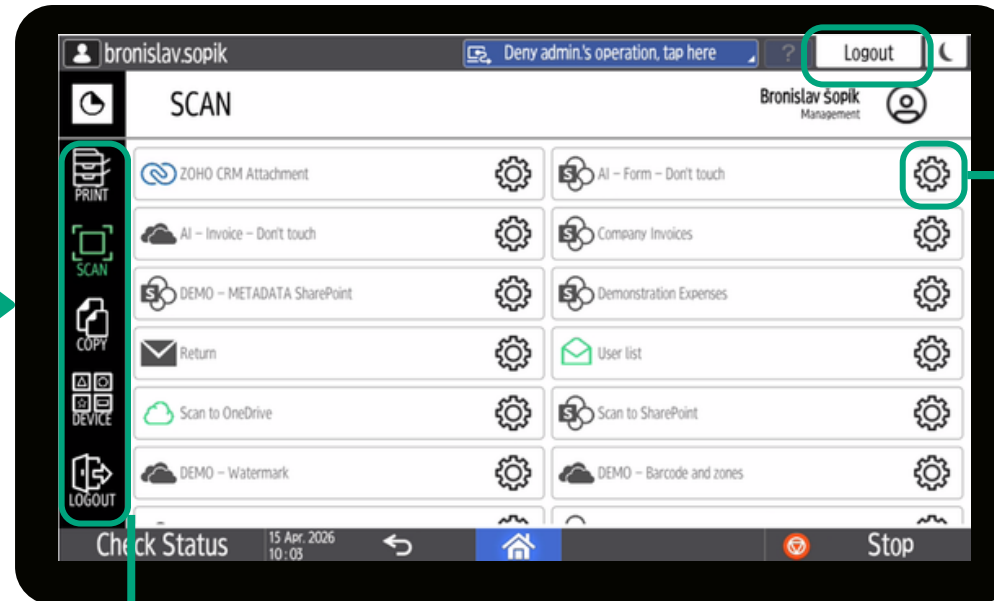 bronislav.sopik
Deny admin.'s operation, tap here
?
Logout
SCAN
Bronislav Šopík
Management
PRINT
SCAN
COPY
DEVICE
LOGOUT
ZOHO CRM Attachment
AI – Form – Don't touch
AI – Invoice – Don't touch
Company Invoices
DEMO – METADATA SharePoint
Demonstration Expenses
Return
User list
Scan to OneDrive
Scan to SharePoint
DEMO – Watermark
DEMO – Barcode and zones
Check Status
15 Apr. 2026
10:03
Stop